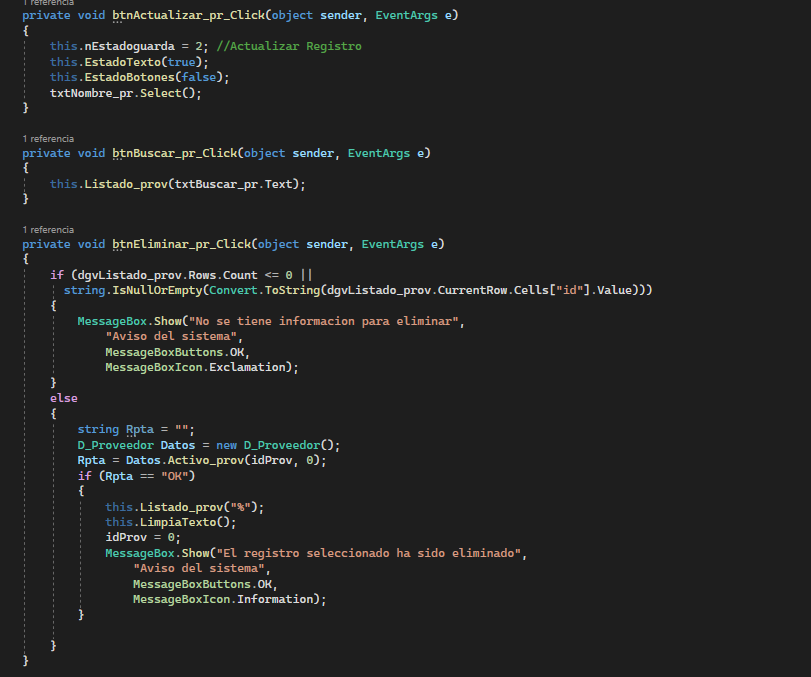 1 referencia
private void btnActualizar_pr_Click(object sender, EventArgs e)
{
this.nEstadoguarda = 2; //Actualizar Registro
this.EstadoTexto(true);
this.EstadoBotones(false);
txtNombre_pr.Select();
}
1 referencia
private void btnBuscar_pr_Click(object sender, EventArgs e)
{
this.Listado_prov(txtBuscar_pr.Text);
}
1 referencia
private void btnEliminar_pr_Click(object sender, EventArgs e)
{
if (dgvListado_prov.Rows.Count <= 0 ||
string.IsNullOrEmpty(Convert.ToString(dgvListado_prov.CurrentRow.Cells["id"].Value)))
{
MessageBox.Show("No se tiene informacion para eliminar",
"Aviso del sistema",
MessageBoxButtons.OK,
MessageBoxIcon.Exclamation);
}
else
{
string Rpta = "";
D_Proveedor Datos = new D_Proveedor();
Rpta = Datos.Activo_prov(idProv, 0);
if (Rpta == "OK")
{
this.Listado_prov("%");
this.LimpiaTexto();
idProv = 0;
MessageBox.Show("El registro seleccionado ha sido eliminado",
"Aviso del sistema",
MessageBoxButtons.OK,
MessageBoxIcon.Information);
}
}
}